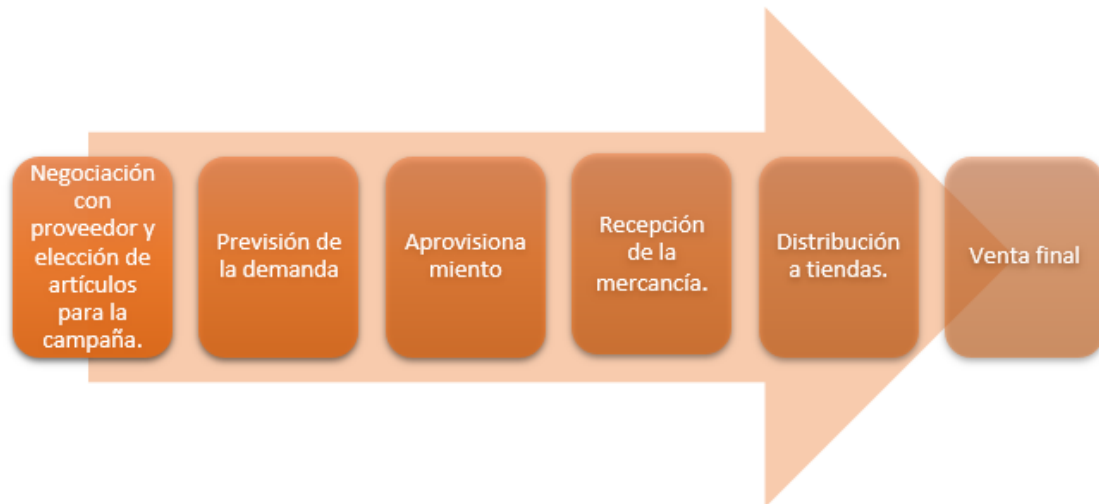 Negociación
con
proveedor y
elección de
artículos
para la
campaña.
Previsión de
la demanda
Aprovisiona
miento
Recepción
de la
mercancía.
Distribución
a tiendas.
Venta final